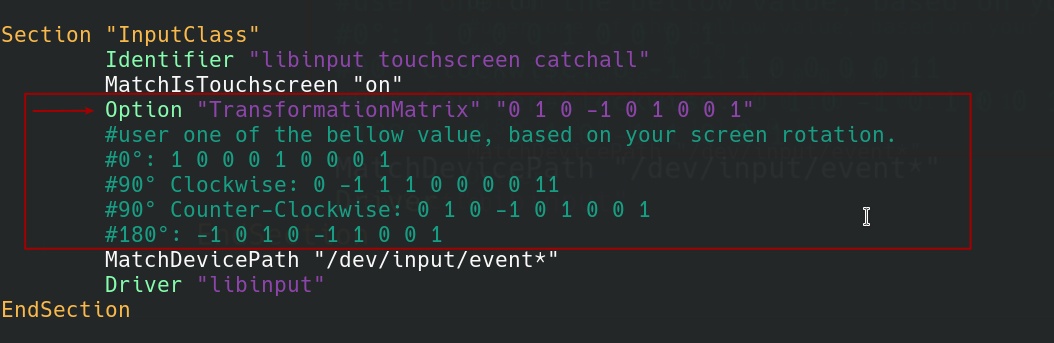 Section "InputClass"
Identifier "libinput touchscreen catchall"
MatchIsTouchscreen "on"
Option "TransformationMatrix" "0 1 0 -1 0 1 0 0 1"
#user one of the bellow value, based on your screen rotation.
#0°: 1 0 0 0 1 0 0 0 1
#90° Clockwise: 0 -1 1 1 0 0 0 0 11
#90° Counter-Clockwise: 0 1 0 -1 0 1 0 0 1
#180°: -1 0 1 0 -1 1 0 0 1
MatchDevicePath "/dev/input/event*"
Driver "libinput"
EndSection